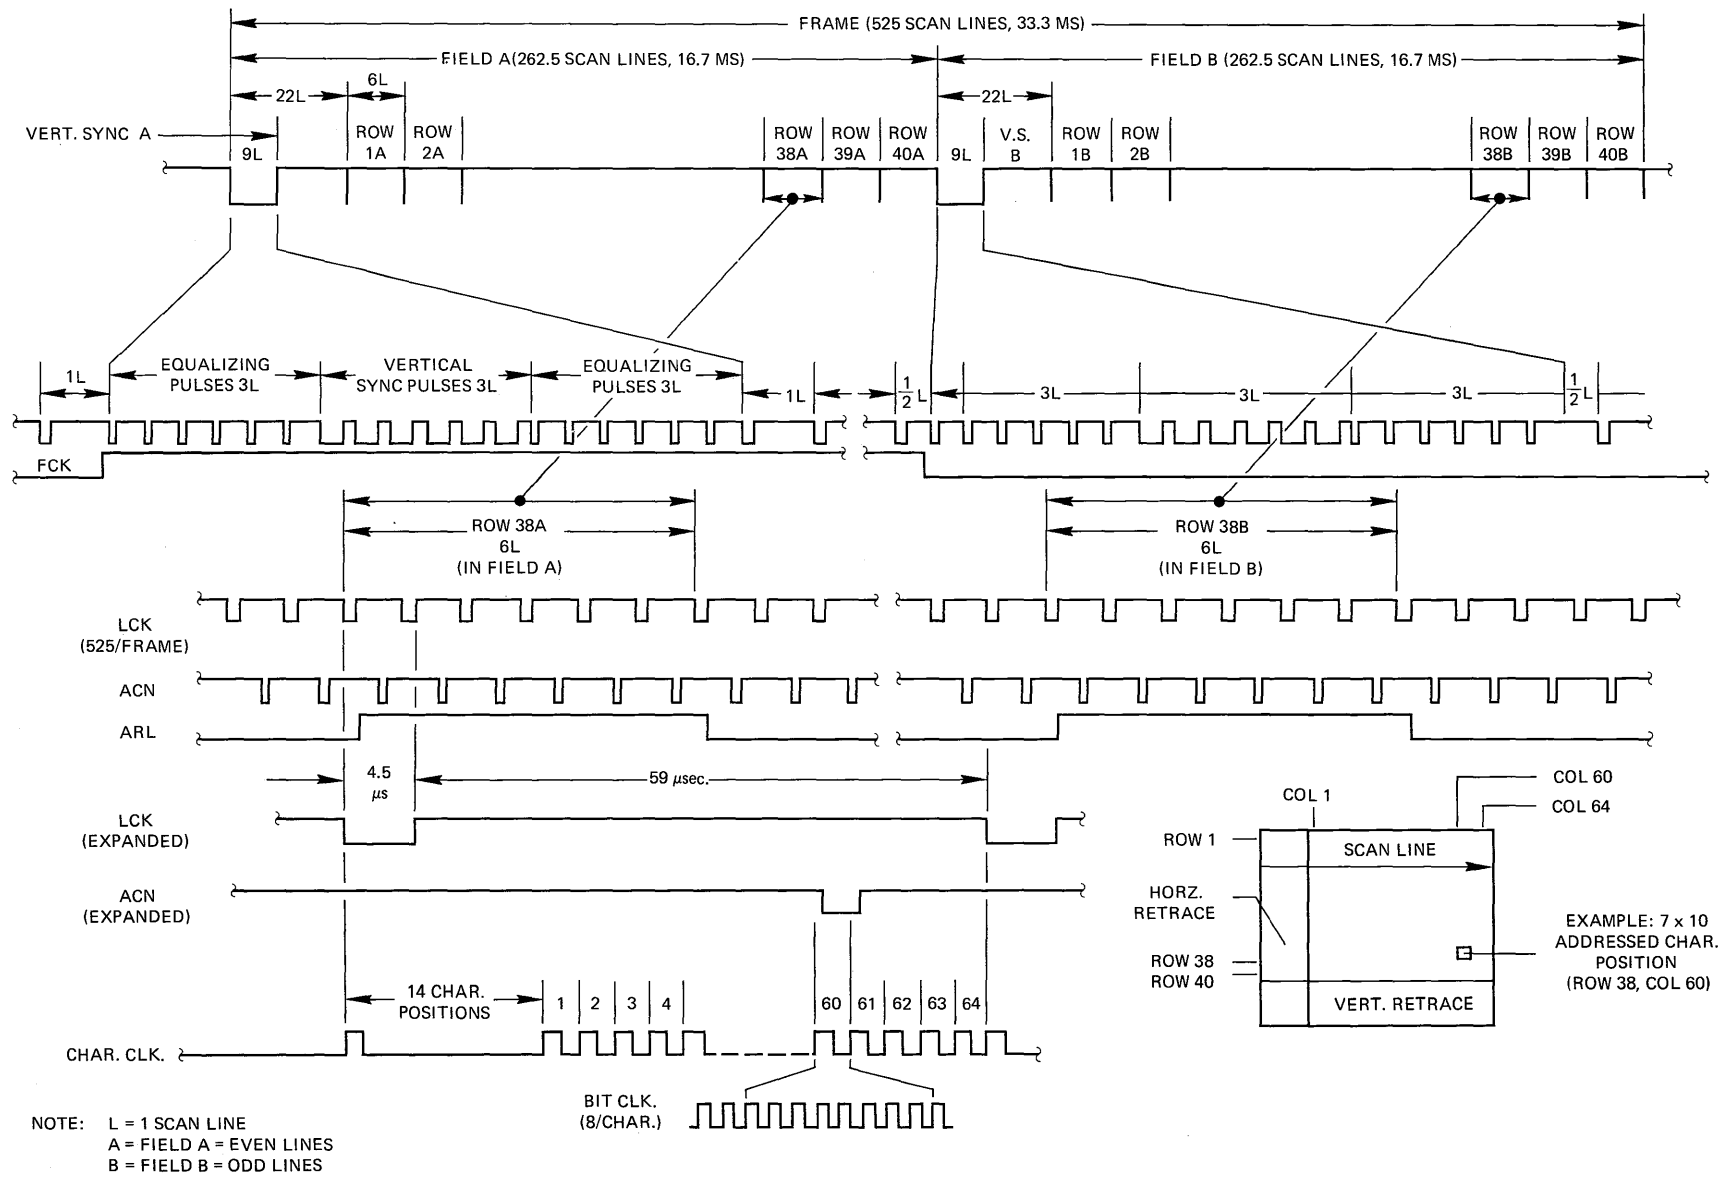 FRAME (525 SCAN LINES, 33.3 MS)
FIELD A(262.5 SCAN LINES, 16.7 MS)
FIELD B (262.5 SCAN LINES, 16.7 MS)
6L
22L
22L
VERT. SYNC A
9L
ROW 1A
ROW 2A
ROW 38A
ROW 39A
ROW 40A
9L
V.S. B
ROW 1B
ROW 2B
ROW 38B
ROW 39B
ROW 40B
1L
EQUALIZING PULSES 3L
VERTICAL SYNC PULSES 3L
EQUALIZING PULSES 3L
1L
1/2 L
3L
3L
3L
1/2 L
FCK
ROW 38A
6L
(IN FIELD A)
ROW 38B
6L
(IN FIELD B)
LCK
(525/FRAME)
ACN
ARL
4.5 μs
59 μsec.
LCK
(EXPANDED)
ACN
(EXPANDED)
14 CHAR. POSITIONS
1 2 3 4
60 61 62 63 64
CHAR. CLK.
BIT CLK.
(8/CHAR.)
COL 60
COL 64
COL 1
ROW 1
SCAN LINE
HORZ. RETRACE
ROW 38
ROW 40
VERT. RETRACE
EXAMPLE: 7 x 10
ADDRESSED CHAR.
POSITION
(ROW 38, COL 60)
NOTE: L = 1 SCAN LINE
A = FIELD A = EVEN LINES
B = FIELD B = ODD LINES